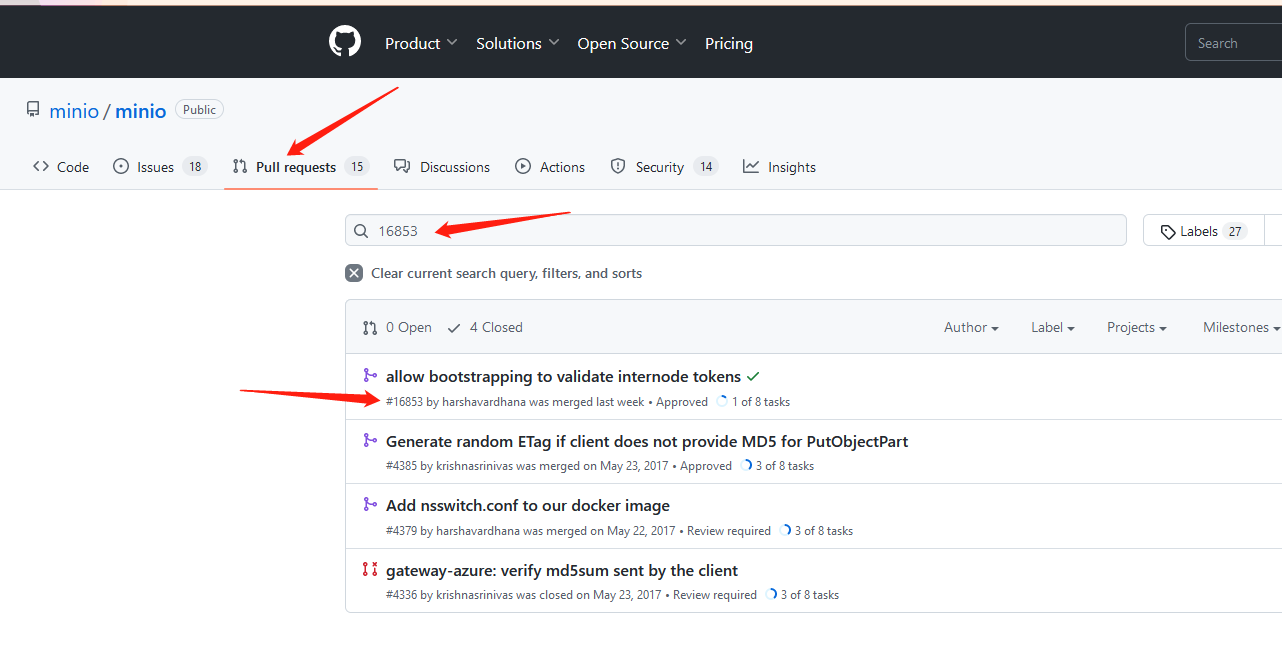 Product Solutions Open Source Pricing Search
minio / minio Public
Code Issues 18 Pull requests 15 Discussions Actions Security 14 Insights
16853 Labels 27
Clear current search query, filters, and sorts
0 Open 4 Closed Author Label Projects Milestones
allow bootstrapping to validate internode tokens
#16853 by harshavardhana was merged last week • Approved 1 of 8 tasks
Generate random ETag if client does not provide MD5 for PutObjectPart
#4385 by krishnasrinivas was merged on May 23, 2017 • Approved 3 of 8 tasks
Add nsswitch.conf to our docker image
#4379 by harshavardhana was merged on May 22, 2017 • Review required 3 of 8 tasks
gateway-azure: verify md5sum sent by the client
#4336 by krishnasrinivas was closed on May 23, 2017 • Review required 3 of 8 tasks